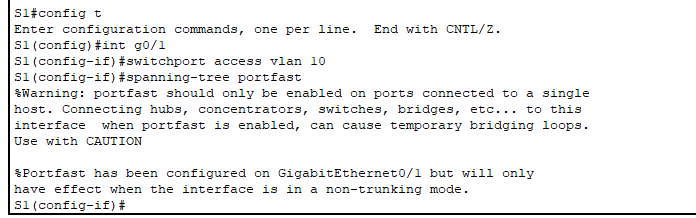 S1#config t
Enter configuration commands, one per line.  End with CNTL/Z.
S1(config)#int g0/1
S1(config-if)#switchport access vlan 10
S1(config-if)#spanning-tree portfast
%Warning: portfast should only be enabled on ports connected to a single
host. Connecting hubs, concentrators, switches, bridges, etc... to this
interface  when portfast is enabled, can cause temporary bridging loops.
Use with CAUTION

%Portfast has been configured on GigabitEthernet0/1 but will only
have effect when the interface is in a non-trunking mode.
S1(config-if)#